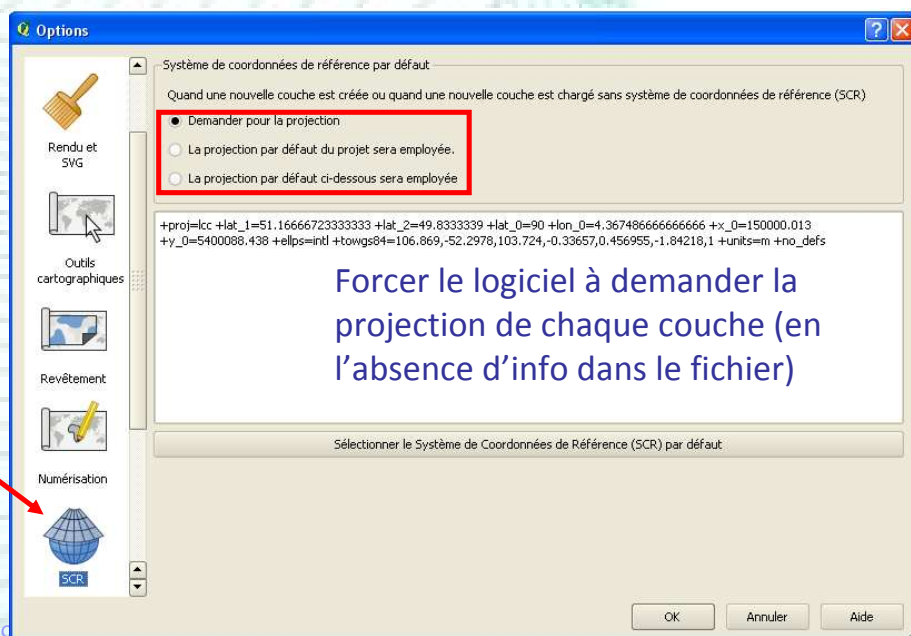 Options
Système de coordonnées de référence par défaut
Quand une nouvelle couche est créée ou quand une nouvelle couche est chargé sans système de coordonnées de référence (SCR)
Demander pour la projection
La projection par défaut du projet sera employée.
La projection par défaut ci-dessous sera employée
+proj=lcc +lat_1=51.16666723333333 +lat_2=49.8333339 +lat_0=90 +lon_0=4.367486666666666 +x_0=150000.013
+y_0=5400088.438 +ellps=intl +towgs84=106.869,-52.2978,103.724,-0.33657,0.456955,-1.84218,1 +units=m +no_defs
Forcer le logiciel à demander la
projection de chaque couche (en
l’absence d’info dans le fichier)
Sélectionner le Système de Coordonnées de Référence (SCR) par défaut
Rendu et
SVG
Outils
cartographiques
Revêtement
Numérisation
SCR
OK
Annuler
Aide